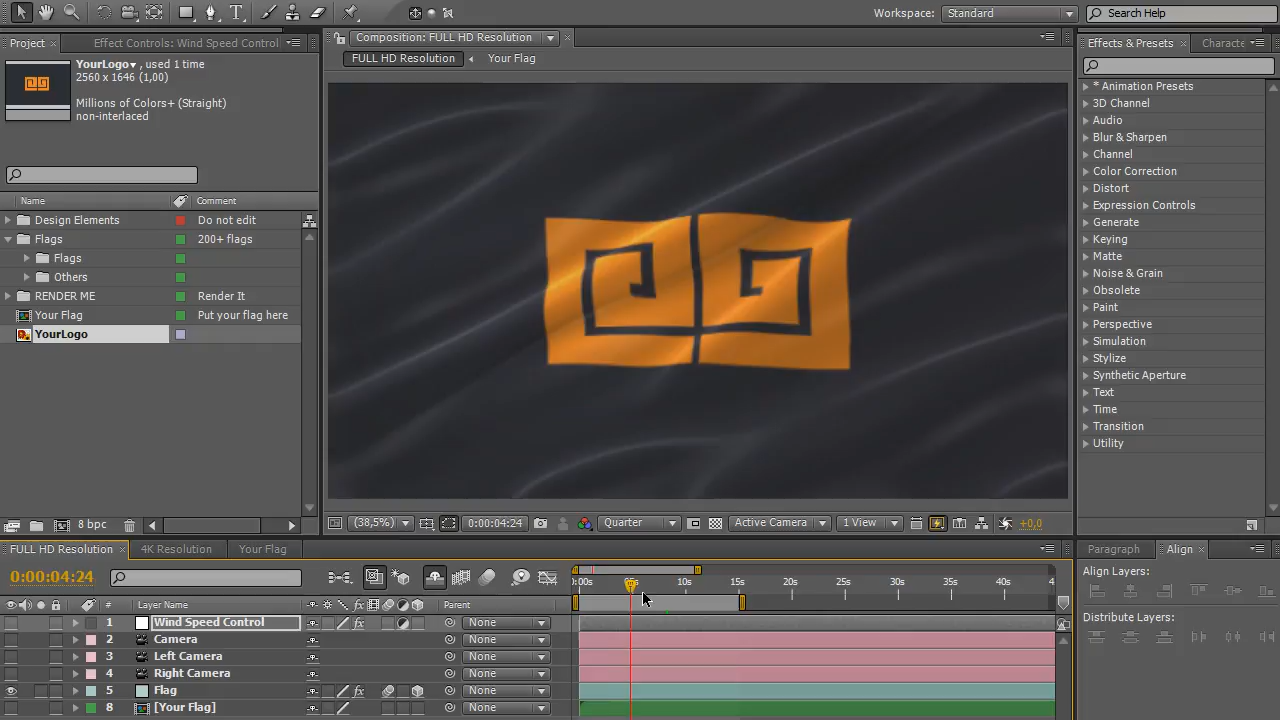 Workspace: Standard
Search Help
Project
Effect Controls: Wind Speed Control
Composition: FULL HD Resolution
Effects & Presets
Characte
YourLogo▾ , used 1 time
2560 x 1646 (1,00)
Millions of Colors+ (Straight)
non-interlaced
FULL HD Resolution
Your Flag
* Animation Presets
3D Channel
Audio
Blur & Sharpen
Channel
Color Correction
Distort
Expression Controls
Generate
Keying
Matte
Noise & Grain
Obsolete
Paint
Perspective
Simulation
Stylize
Synthetic Aperture
Text
Time
Transition
Utility
Name
Comment
Design Elements
Do not edit
Flags
200+ flags
Flags
Others
RENDER ME
Render It
Your Flag
Put your flag here
YourLogo
8 bpc
(38,5%)
0:00:04:24
Quarter
Active Camera
1 View
+0,0
FULL HD Resolution
4K Resolution
Your Flag
Paragraph
Align
0:00:04:24
10s
15s
20s
25s
30s
35s
40s
Align Layers:
Distribute Layers:
#
Layer Name
Parent
1
Wind Speed Control
fx
None
2
Camera
None
3
Left Camera
None
4
Right Camera
None
5
Flag
fx
None
8
[Your Flag]
None